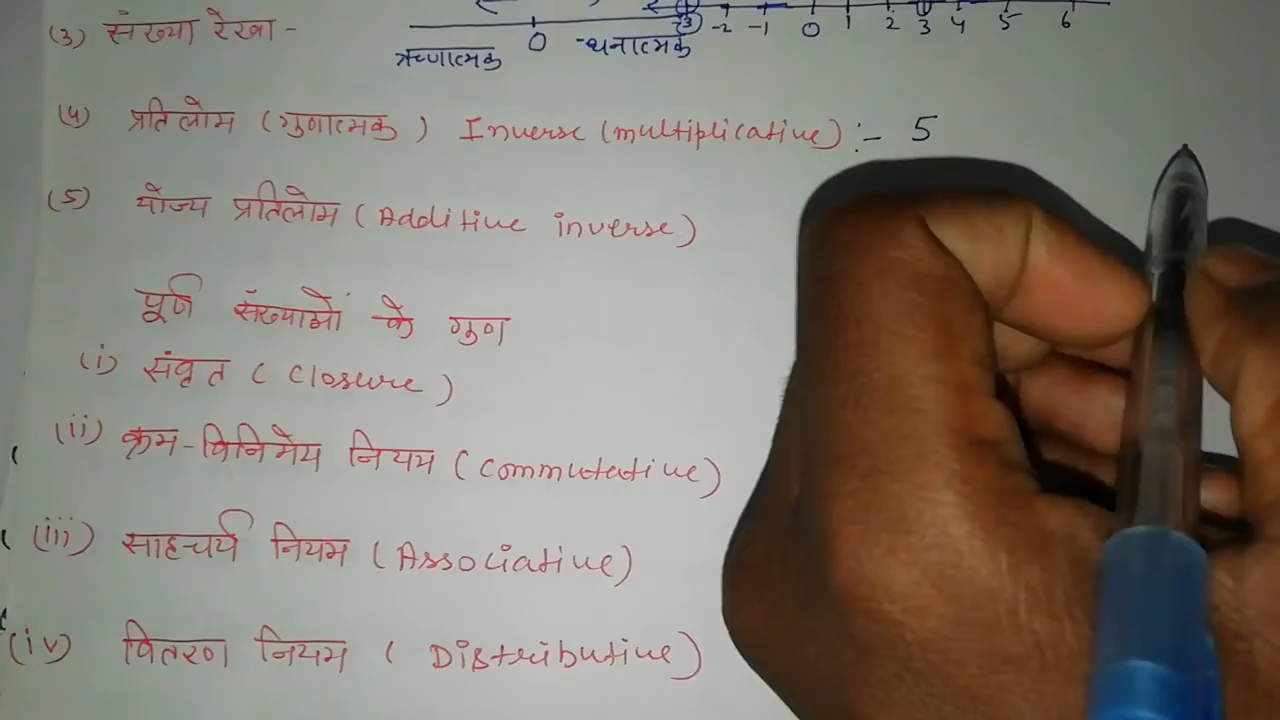 (3) संख्या रेखा -
0 (-3) -2 -1 0 1 2 3 4 5 6
ऋणात्मक धनात्मक
(4) प्रतिलोम (गुणात्मक) Inverse (multiplicative) :- 5
(5) योज्य प्रतिलोम (Additive inverse)
पूर्ण संख्याओं के गुण
(i) संवृत (Closure)
(ii) क्रम-विनिमेय नियम (Commutative)
(iii) साहचर्य नियम (Associative)
(iv) वितरण नियम (Distributive)